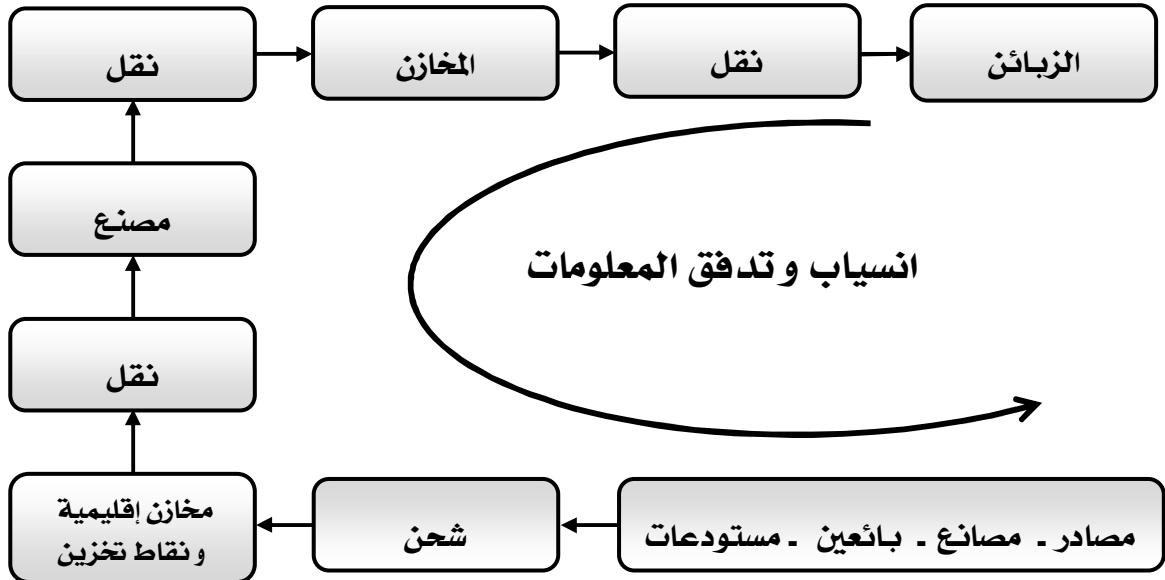 نقل
المخازن
نقل
الزبائن
مصنع
انسياب و تدفق المعلومات
نقل
مخازن إقليمية
و نقاط تخزين
شحن
مصادر ـ مصانع ـ بائعين ـ مستودعات